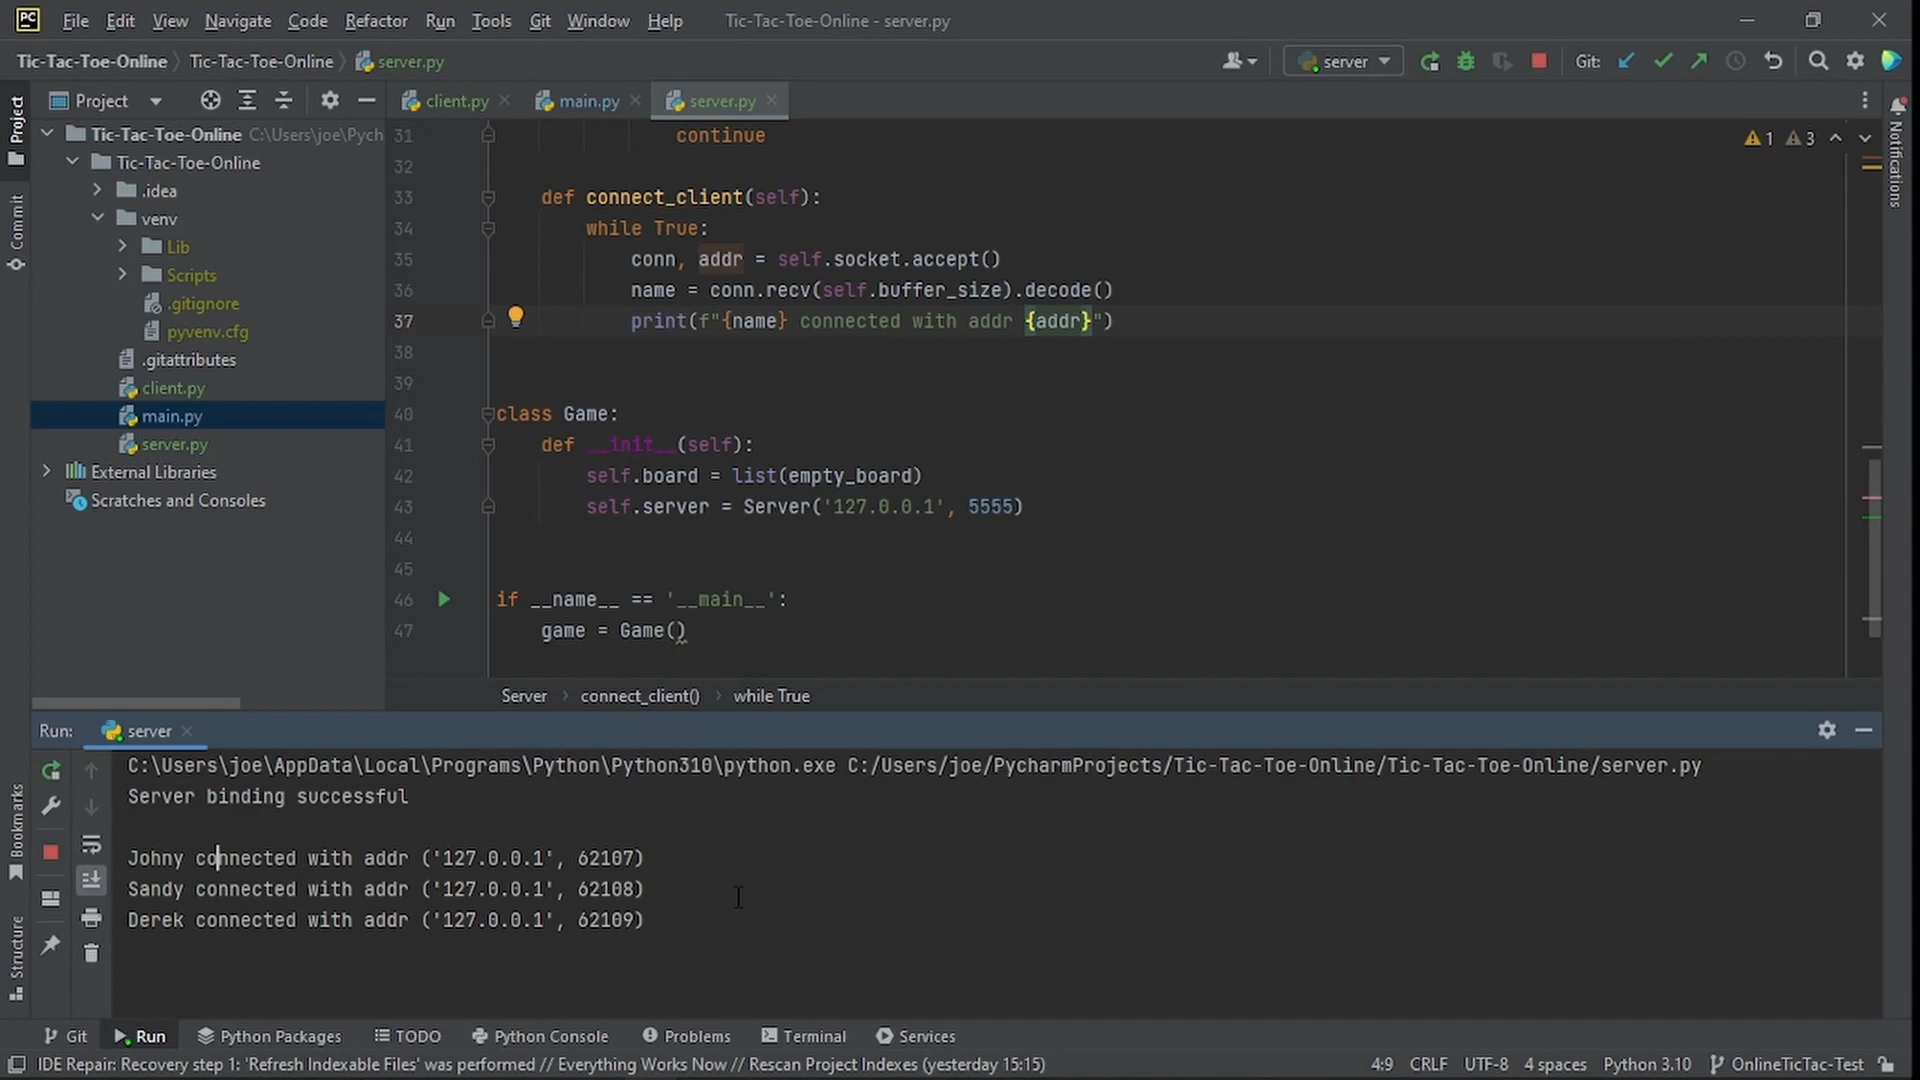 PC File Edit View Navigate Code Refactor Run Tools Git Window Help Tic-Tac-Toe-Online - server.py
Tic-Tac-Toe-Online Tic-Tac-Toe-Online server.py server Git:
Project client.py main.py server.py
Project
Commit
Bookmarks
Structure
Notifications
Tic-Tac-Toe-Online C:\Users\joe\Pych
Tic-Tac-Toe-Online
.idea
venv
Lib
Scripts
.gitignore
pyvenv.cfg
.gitattributes
client.py
main.py
server.py
External Libraries
Scratches and Consoles
1 3
31 continue
32
33 def connect_client(self):
34 while True:
35 conn, addr = self.socket.accept()
36 name = conn.recv(self.buffer_size).decode()
37 print(f"{name} connected with addr {addr}")
38
39
40 class Game:
41 def __init__(self):
42 self.board = list(empty_board)
43 self.server = Server('127.0.0.1', 5555)
44
45
46 if __name__ == '__main__':
47 game = Game()
Server connect_client() while True
Run: server
C:\Users\joe\AppData\Local\Programs\Python\Python310\python.exe C:/Users/joe/PycharmProjects/Tic-Tac-Toe-Online/Tic-Tac-Toe-Online/server.py
Server binding successful
Johny connected with addr ('127.0.0.1', 62107)
Sandy connected with addr ('127.0.0.1', 62108)
Derek connected with addr ('127.0.0.1', 62109)
Git Run Python Packages TODO Python Console Problems Terminal Services
IDE Repair: Recovery step 1: 'Refresh Indexable Files' was performed // Everything Works Now // Rescan Project Indexes (yesterday 15:15) 4:9 CRLF UTF-8 4 spaces Python 3.10 OnlineTicTac-Test